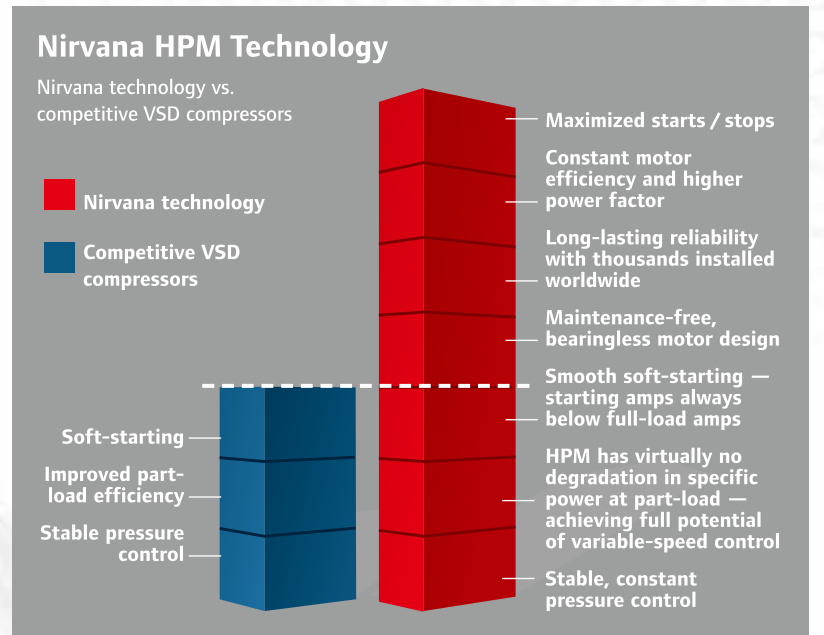 Nirvana HPM Technology
Nirvana technology vs.
competitive VSD compressors
Nirvana technology
Competitive VSD
compressors
Soft-starting
Improved part-
load efficiency
Stable pressure
control
Maximized starts / stops
Constant motor
efficiency and higher
power factor
Long-lasting reliability
with thousands installed
worldwide
Maintenance-free,
bearingless motor design
Smooth soft-starting —
starting amps always
below full-load amps
HPM has virtually no
degradation in specific
power at part-load —
achieving full potential
of variable-speed control
Stable, constant
pressure control